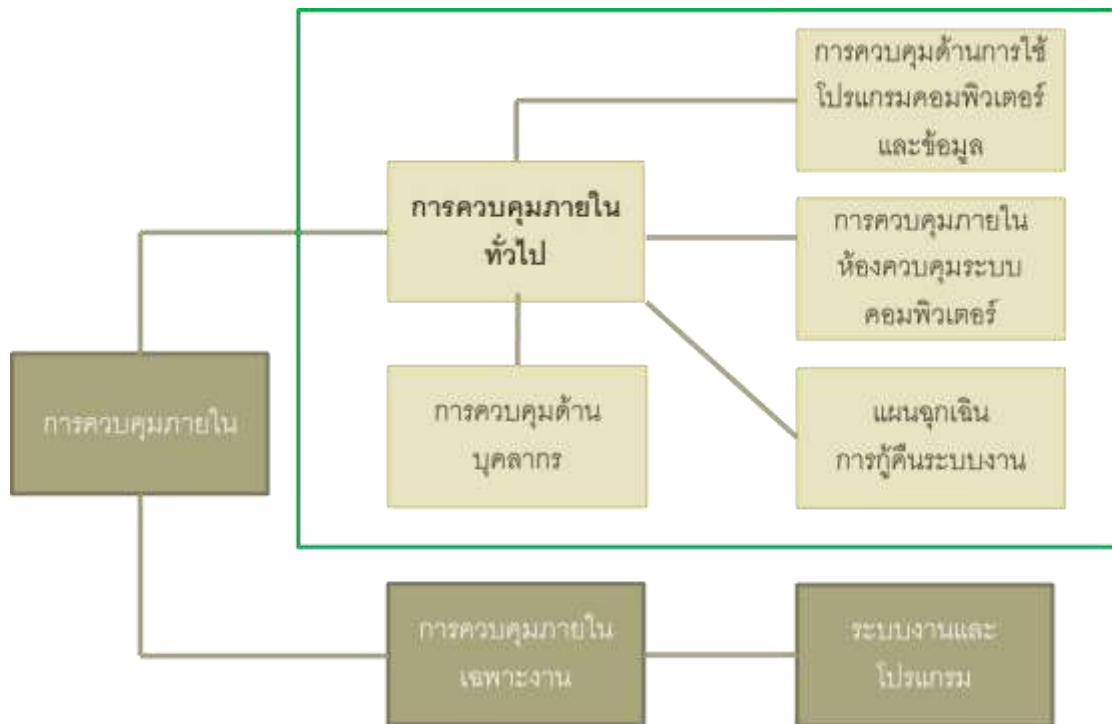 การควบคุมด้านการใช้
โปรแกรมคอมพิวเตอร์
และข้อมูล
การควบคุมภายใน
ทั่วไป
การควบคุมภายใน
ห้องควบคุมระบบ
คอมพิวเตอร์
การควบคุมภายใน
การควบคุมด้าน
บุคลากร
แผนฉุกเฉิน
การกู้คืนระบบงาน
การควบคุมภายใน
เฉพาะงาน
ระบบงานและ
โปรแกรม